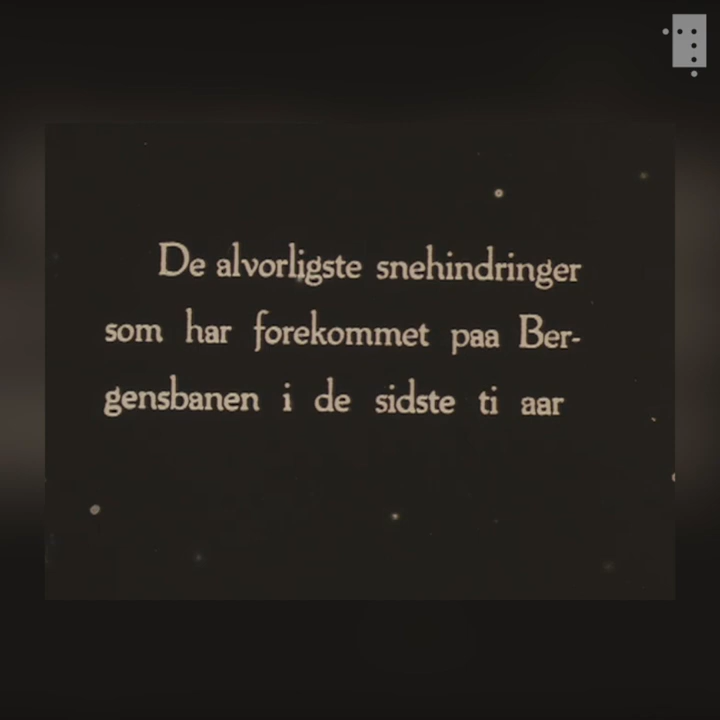 De alvorligste snehindringer
som har forekommet paa Ber-
gensbanen i de sidste ti aar